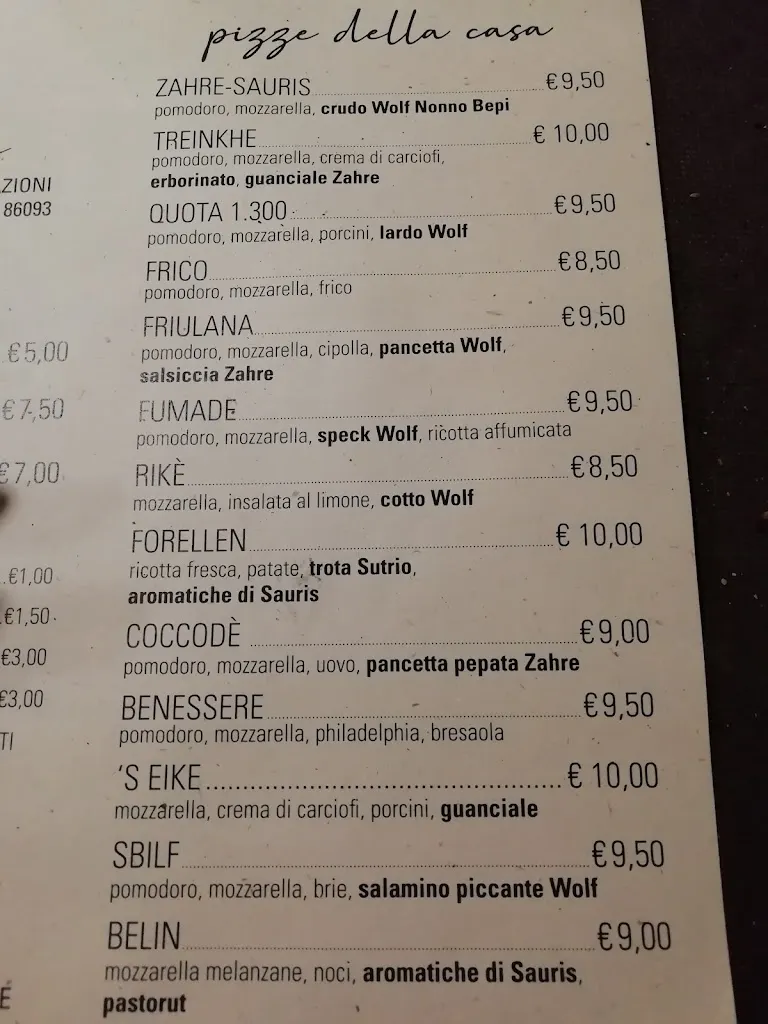 pizze della casa
ZAHRE-SAURIS €9,50
pomodoro, mozzarella, crudo Wolf Nonno Bepi
TREINKHE € 10,00
pomodoro, mozzarella, crema di carciofi,
erborinato, guanciale Zahre
QUOTA 1.300 €9,50
pomodoro, mozzarella, porcini, lardo Wolf
FRICO €8,50
pomodoro, mozzarella, frico
FRIULANA €9,50
pomodoro, mozzarella, cipolla, pancetta Wolf,
salsiccia Zahre
FUMADE €9,50
pomodoro, mozzarella, speck Wolf, ricotta affumicata
RIKÈ €8,50
mozzarella, insalata al limone, cotto Wolf
FORELLEN € 10,00
ricotta fresca, patate, trota Sutrio,
aromatiche di Sauris
COCCODÈ €9,00
pomodoro, mozzarella, uovo, pancetta pepata Zahre
BENESSERE €9,50
pomodoro, mozzarella, philadelphia, bresaola
'S EIKE € 10,00
mozzarella, crema di carciofi, porcini, guanciale
SBILF €9,50
pomodoro, mozzarella, brie, salamino piccante Wolf
BELIN €9,00
mozzarella melanzane, noci, aromatiche di Sauris,
pastorut
ZIONI
86093
€5,00
€7,50
€7,00
€1,00
€1,50
€3,00
€3,00
TI
É